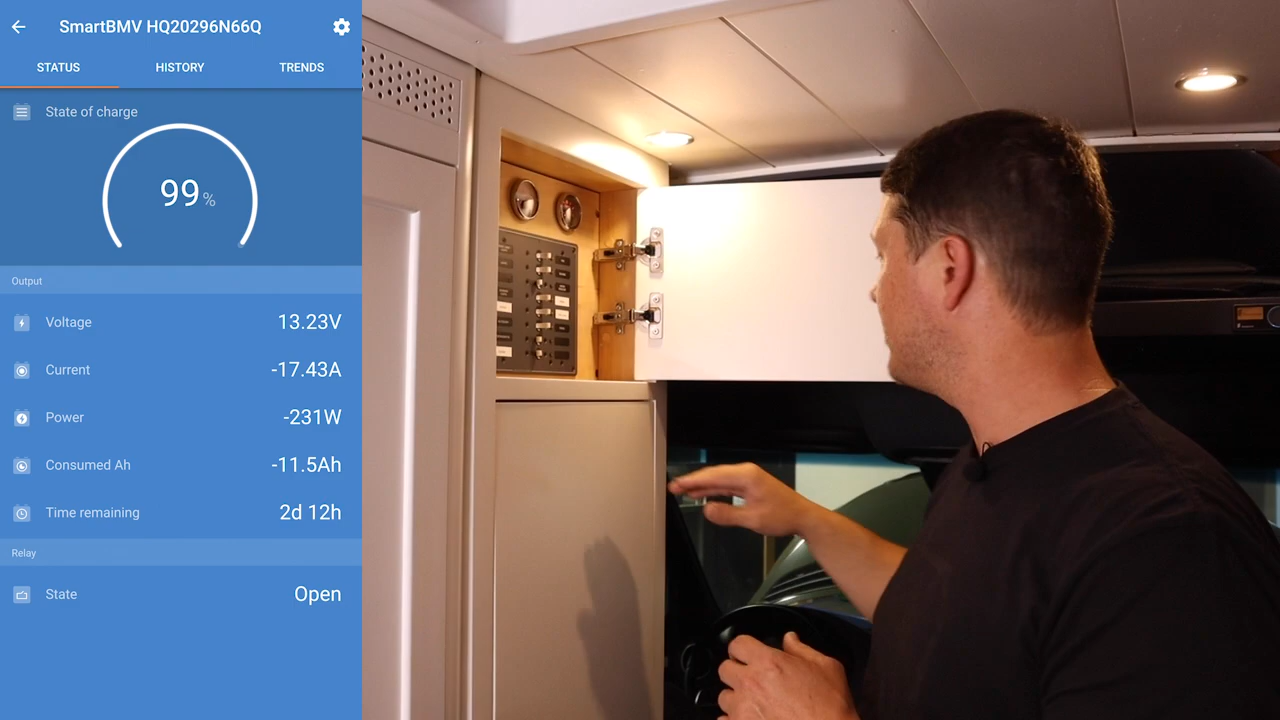 SmartBMV HQ20296N66Q
STATUS HISTORY TRENDS
State of charge
99%
Output
Voltage 13.23V
Current -17.43A
Power -231W
Consumed Ah -11.5Ah
Time remaining 2d 12h
Relay
State Open